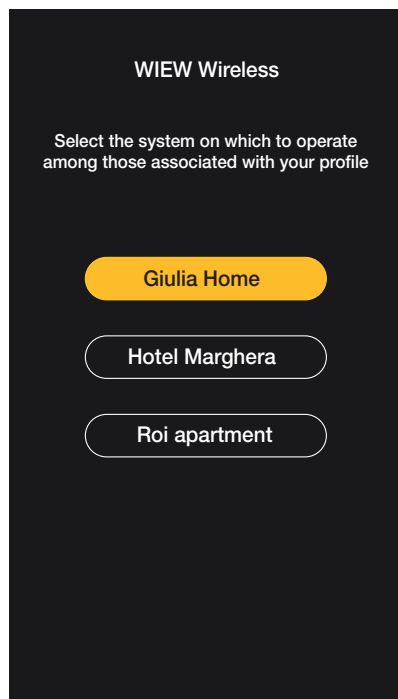 WIEW Wireless
Select the system on which to operate
among those associated with your profile
Giulia Home
Hotel Marghera
Roi apartment